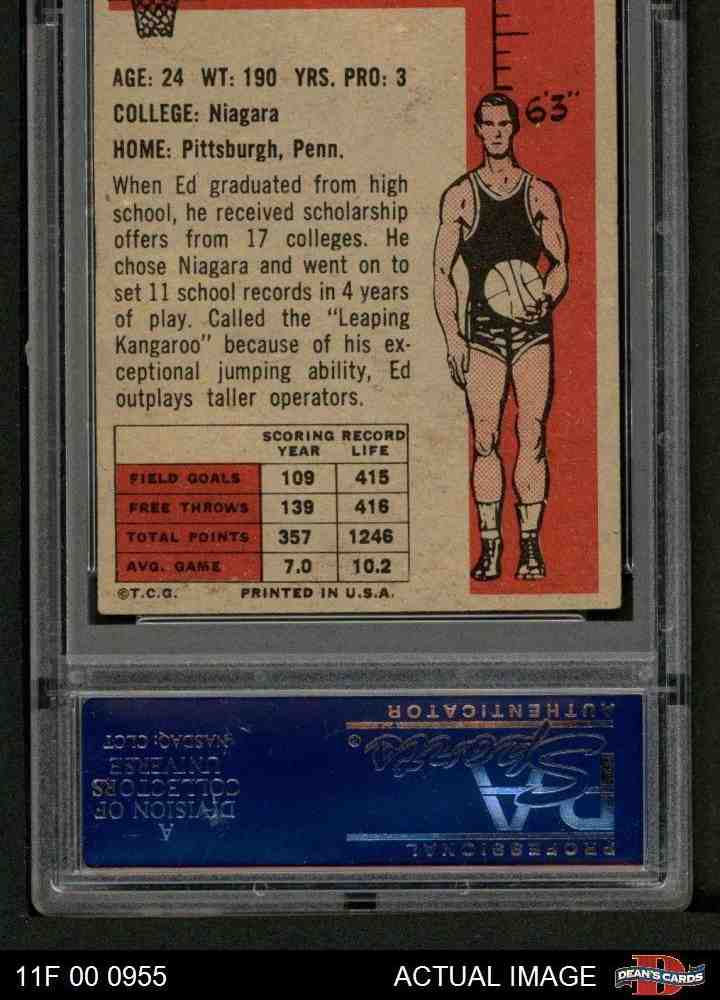 AGE: 24 WT: 190 YRS. PRO: 3
COLLEGE: Niagara
HOME: Pittsburgh, Penn.
6'3"
When Ed graduated from high
school, he received scholarship
offers from 17 colleges. He
chose Niagara and went on to
set 11 school records in 4 years
of play. Called the "Leaping
Kangaroo" because of his ex-
ceptional jumping ability, Ed
outplays taller operators.
SCORING RECORD
YEAR LIFE
FIELD GOALS 109 415
FREE THROWS 139 416
TOTAL POINTS 357 1246
AVG. GAME 7.0 10.2
©T.C.G. PRINTED IN U.S.A.
PROFESSIONAL
PSA
Sports®
AUTHENTICATOR
A
DIVISION OF
COLLECTORS
UNIVERSE
NASDAQ: CLCT
11F 00 0955
ACTUAL IMAGE
D
DEAN'S CARDS